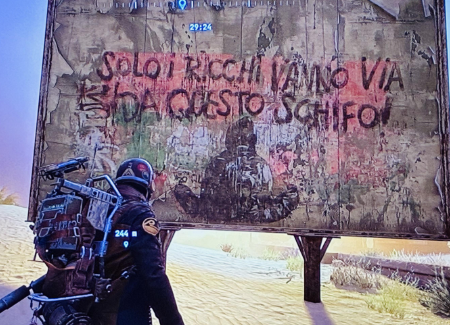 29:24
SOLO I RICCHI VANNO VIA
DA QUESTO SCHIFO!
244 m